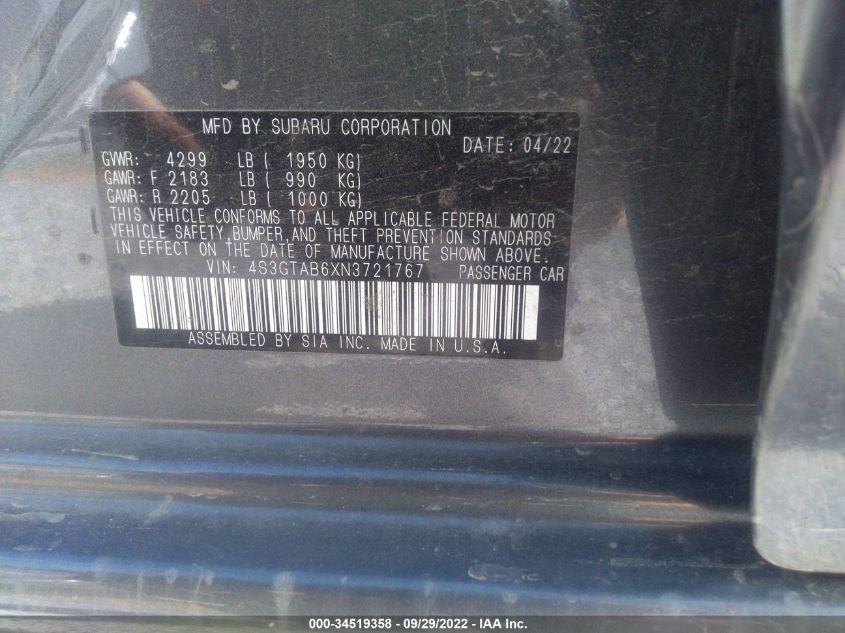 MFD BY SUBARU CORPORATION
DATE: 04/22
GVWR: 4299 LB ( 1950 KG)
GAWR: F 2183 LB ( 990 KG)
GAWR: R 2205 LB ( 1000 KG)
THIS VEHICLE CONFORMS TO ALL APPLICABLE FEDERAL MOTOR
VEHICLE SAFETY, BUMPER, AND THEFT PREVENTION STANDARDS
IN EFFECT ON THE DATE OF MANUFACTURE SHOWN ABOVE.
VIN: 4S3GTAB6XN3721767 PASSENGER CAR
ASSEMBLED BY SIA INC. MADE IN U.S.A.
000-34519358 - 09/29/2022 - IAA Inc.